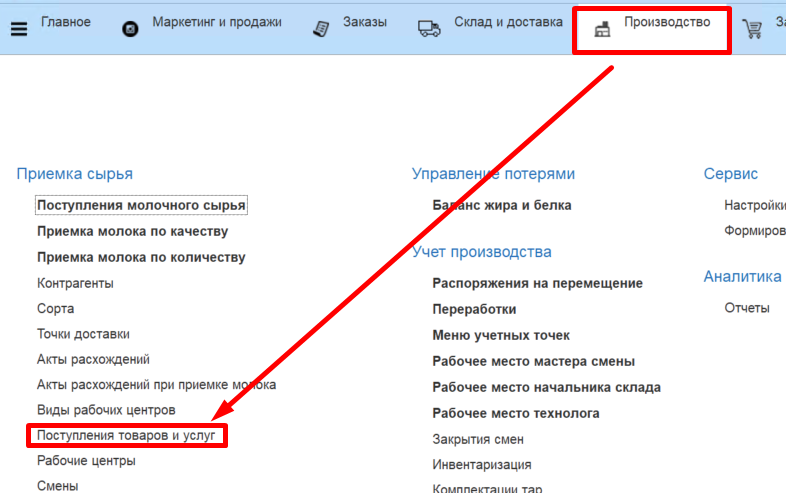 Главное
Маркетинг и продажи
Заказы
Склад и доставка
Производство
Приемка сырья
Поступления молочного сырья
Приемка молока по качеству
Приемка молока по количеству
Контрагенты
Сорта
Точки доставки
Акты расхождений
Акты расхождений при приемке молока
Виды рабочих центров
Поступления товаров и услуг
Рабочие центры
Смены
Управление потерями
Баланс жира и белка
Учет производства
Распоряжения на перемещение
Переработки
Меню учетных точек
Рабочее место мастера смены
Рабочее место начальника склада
Рабочее место технолога
Закрытия смен
Инвентаризация
Комплектации тар
Сервис
Настройки
Формиров
Аналитика
Отчеты